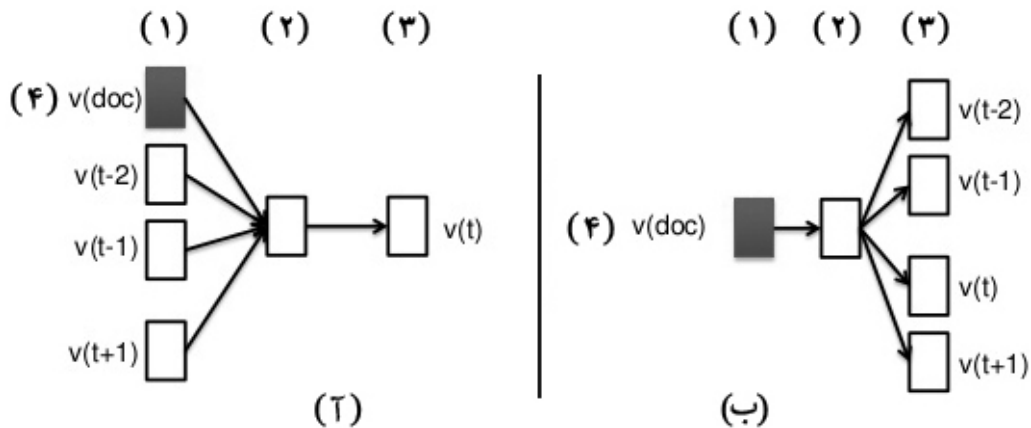 (۱) (۲) (۳)
(۴) v(doc)
v(t-2)
v(t-1)
v(t)
v(t+1)
(آ)
(۱) (۲) (۳)
v(t-2)
v(t-1)
(۴) v(doc)
v(t)
v(t+1)
(ب)